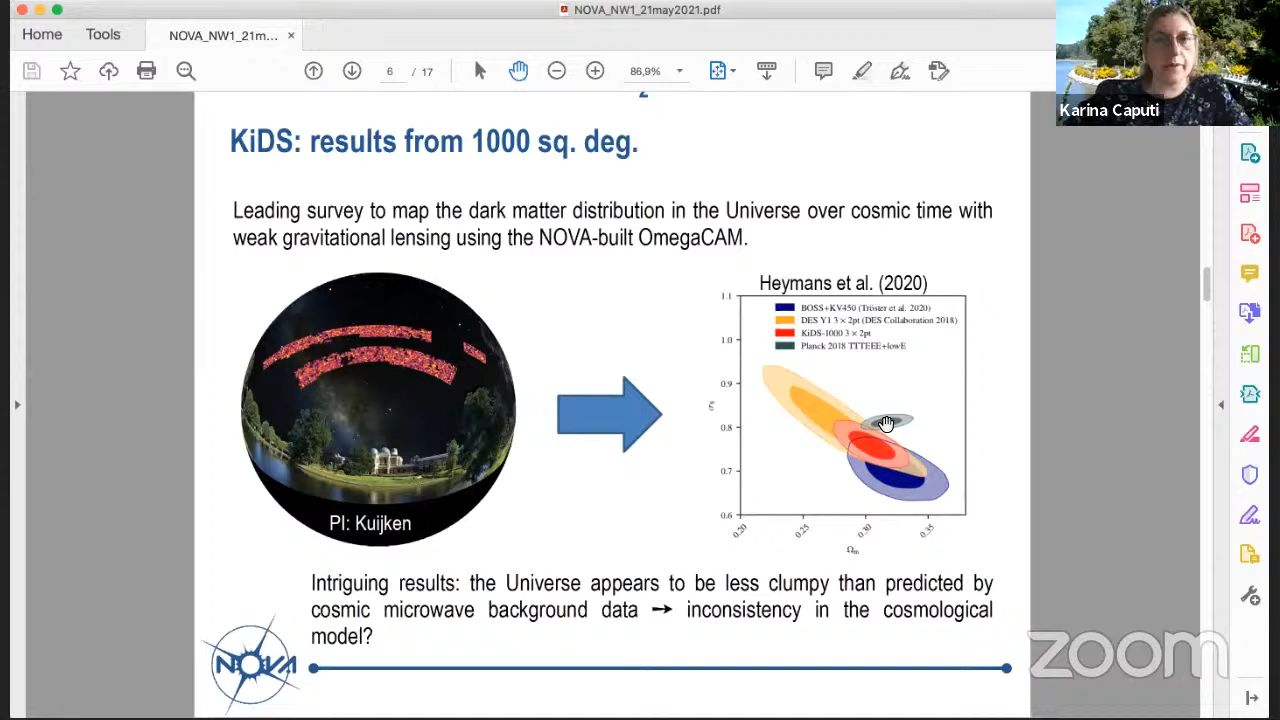 NOVA_NW1_21may2021.pdf
Home
Tools
NOVA_NW1_21m...
6 / 17
86,9%
Karina Caputi
KiDS: results from 1000 sq. deg.
Leading survey to map the dark matter distribution in the Universe over cosmic time with
weak gravitational lensing using the NOVA-built OmegaCAM.
PI: Kuijken
Heymans et al. (2020)
BOSS+KV450 (Tröster et al. 2020)
DES Y1 3 × 2pt (DES Collaboration 2018)
KiDS-1000 3 × 2pt
Planck 2018 TTTEEE+lowE
1.1
1.0
0.9
0.8
0.7
0.6
σ₈
0.20
0.25
0.30
0.35
Ωₘ
Intriguing results: the Universe appears to be less clumpy than predicted by
cosmic microwave background data → inconsistency in the cosmological
model?
NOVA
zoom